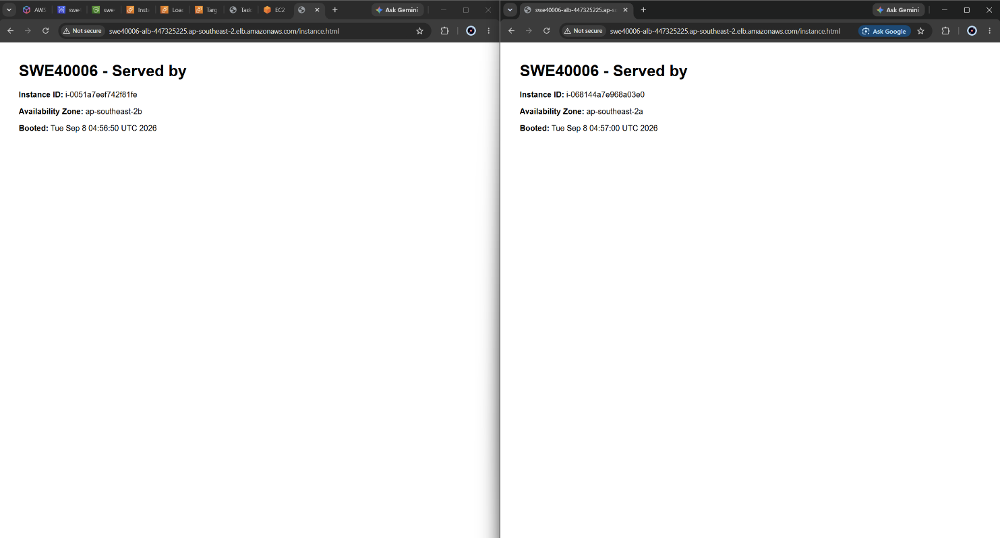 AWS
swe
swe
Inst
Loa
Targ
Task
EC2
Ask Gemini
Not secure
swe40006-alb-447325225.ap-southeast-2.elb.amazonaws.com/instance.html
SWE40006 - Served by
Instance ID: i-0051a7eef742f81fe
Availability Zone: ap-southeast-2b
Booted: Tue Sep 8 04:56:50 UTC 2026
swe40006-alb-447325225.ap-s
Ask Gemini
Not secure
swe40006-alb-447325225.ap-southeast-2.elb.amazonaws.com/instance.html
Ask Google
SWE40006 - Served by
Instance ID: i-068144a7e968a03e0
Availability Zone: ap-southeast-2a
Booted: Tue Sep 8 04:57:00 UTC 2026